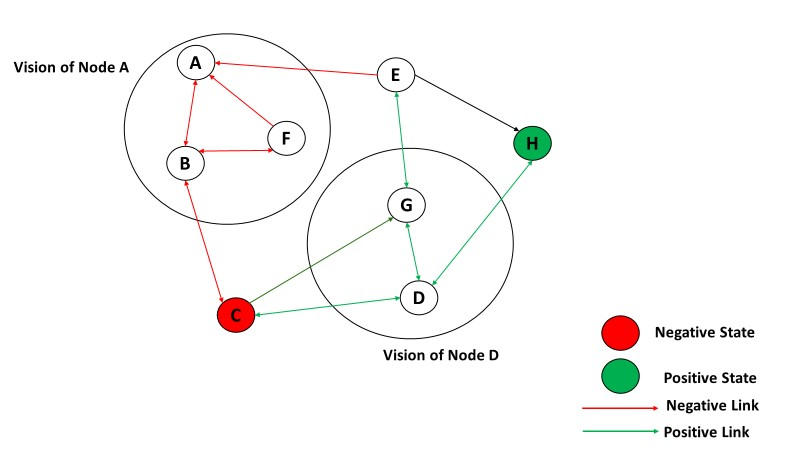 Vision of Node A
A
E
F
H
B
G
D
C
Vision of Node D
Negative State
Positive State
Negative Link
Positive Link